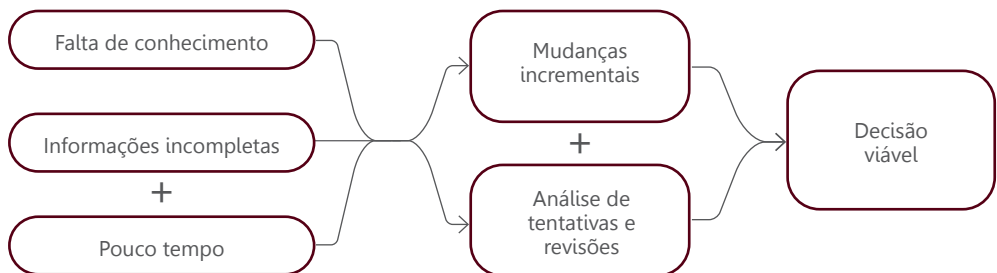 Falta de conhecimento
Informações incompletas
+
Pouco tempo
Mudanças
incrementais
+
Análise de
tentativas e
revisões
Decisão
viável